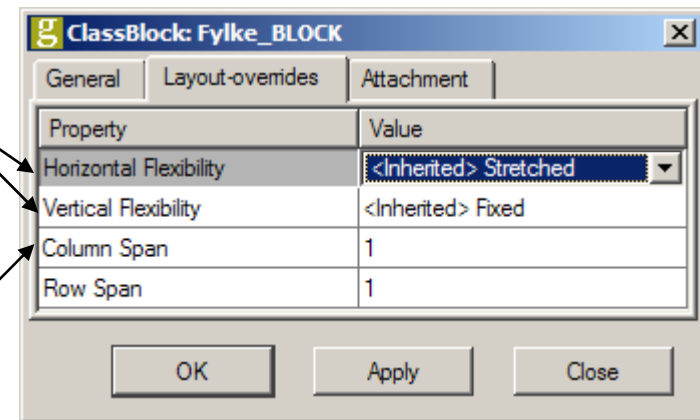 g ClassBlock: Fylke_BLOCK
General Layout-overrides Attachment
Property Value
Horizontal Flexibility <Inherited> Stretched
Vertical Flexibility <Inherited> Fixed
Column Span 1
Row Span 1
OK Apply Close